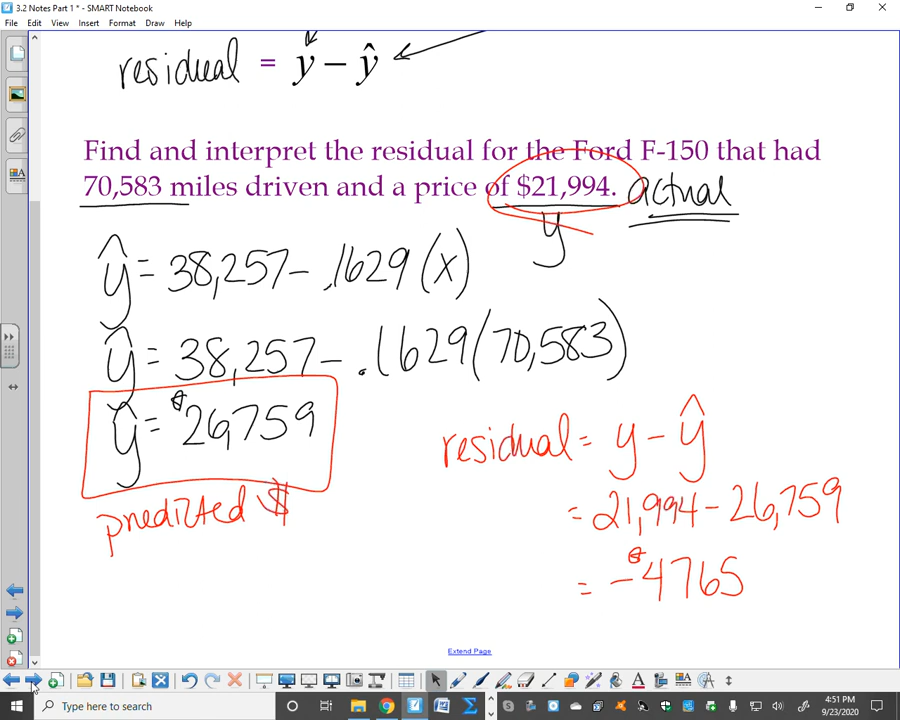 3.2 Notes Part 1 * - SMART Notebook
File Edit View Insert Format Draw Help
residual = y − ŷ
Find and interpret the residual for the Ford F-150 that had
70,583 miles driven and a price of $21,994. actual
y
ŷ = 38,257 − .1629 (x)
ŷ = 38,257 − .1629 (70,583)
ŷ = $26,759
predicted $
residual = y − ŷ
= 21,994 − 26,759
= −$4765
Extend Page
Type here to search
4:51 PM
9/23/2020